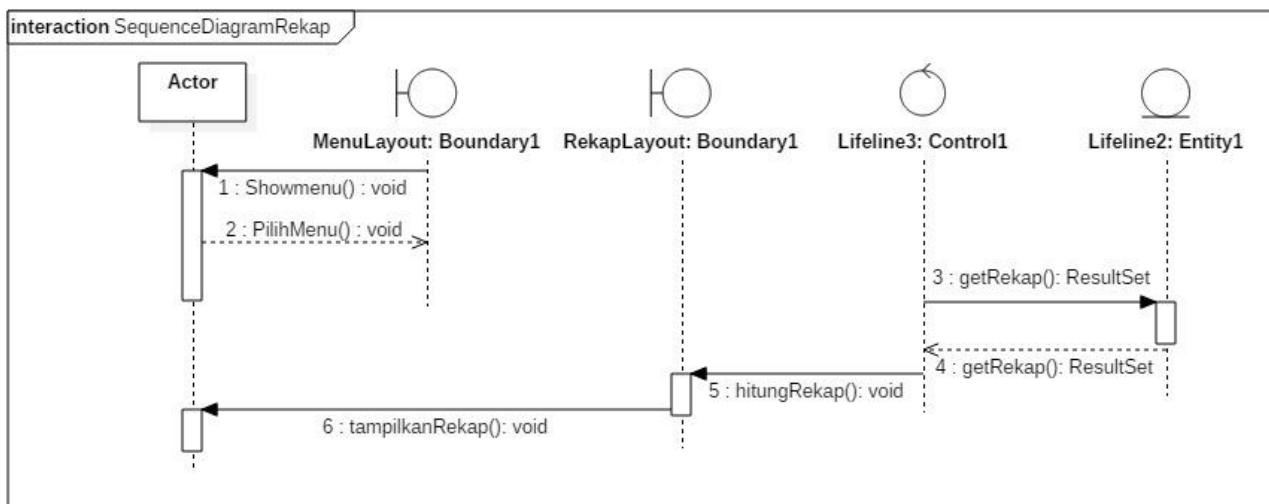 interaction SequenceDiagramRekap
Actor
MenuLayout: Boundary1
RekapLayout: Boundary1
Lifeline3: Control1
Lifeline2: Entity1
1 : Showmenu() : void
2 : PilihMenu() : void
3 : getRekap(): ResultSet
4 : getRekap(): ResultSet
5 : hitungRekap(): void
6 : tampilkanRekap(): void